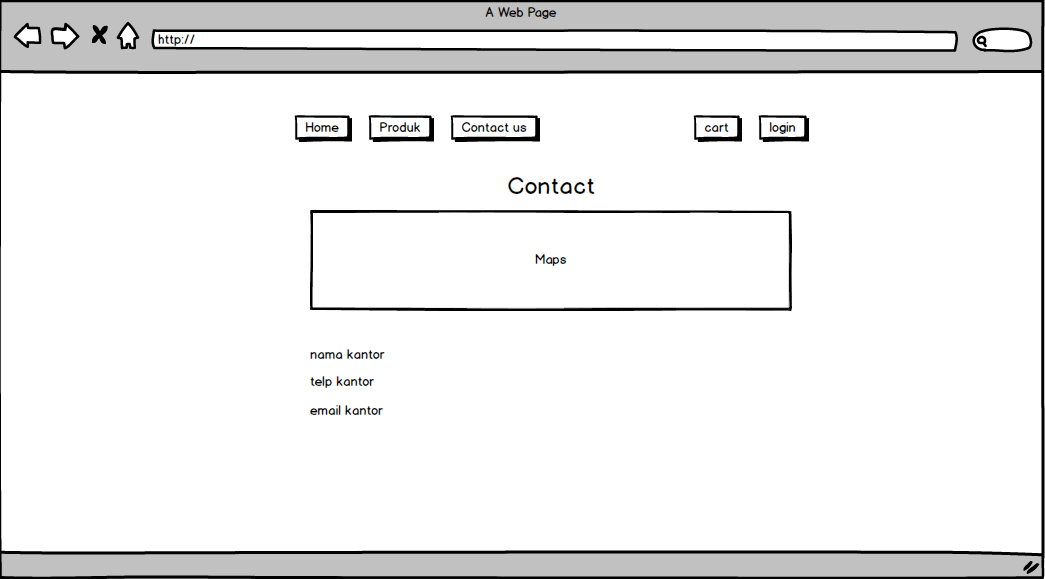 A Web Page
http://
Home Produk Contact us cart login
Contact
Maps
nama kantor
telp kantor
email kantor